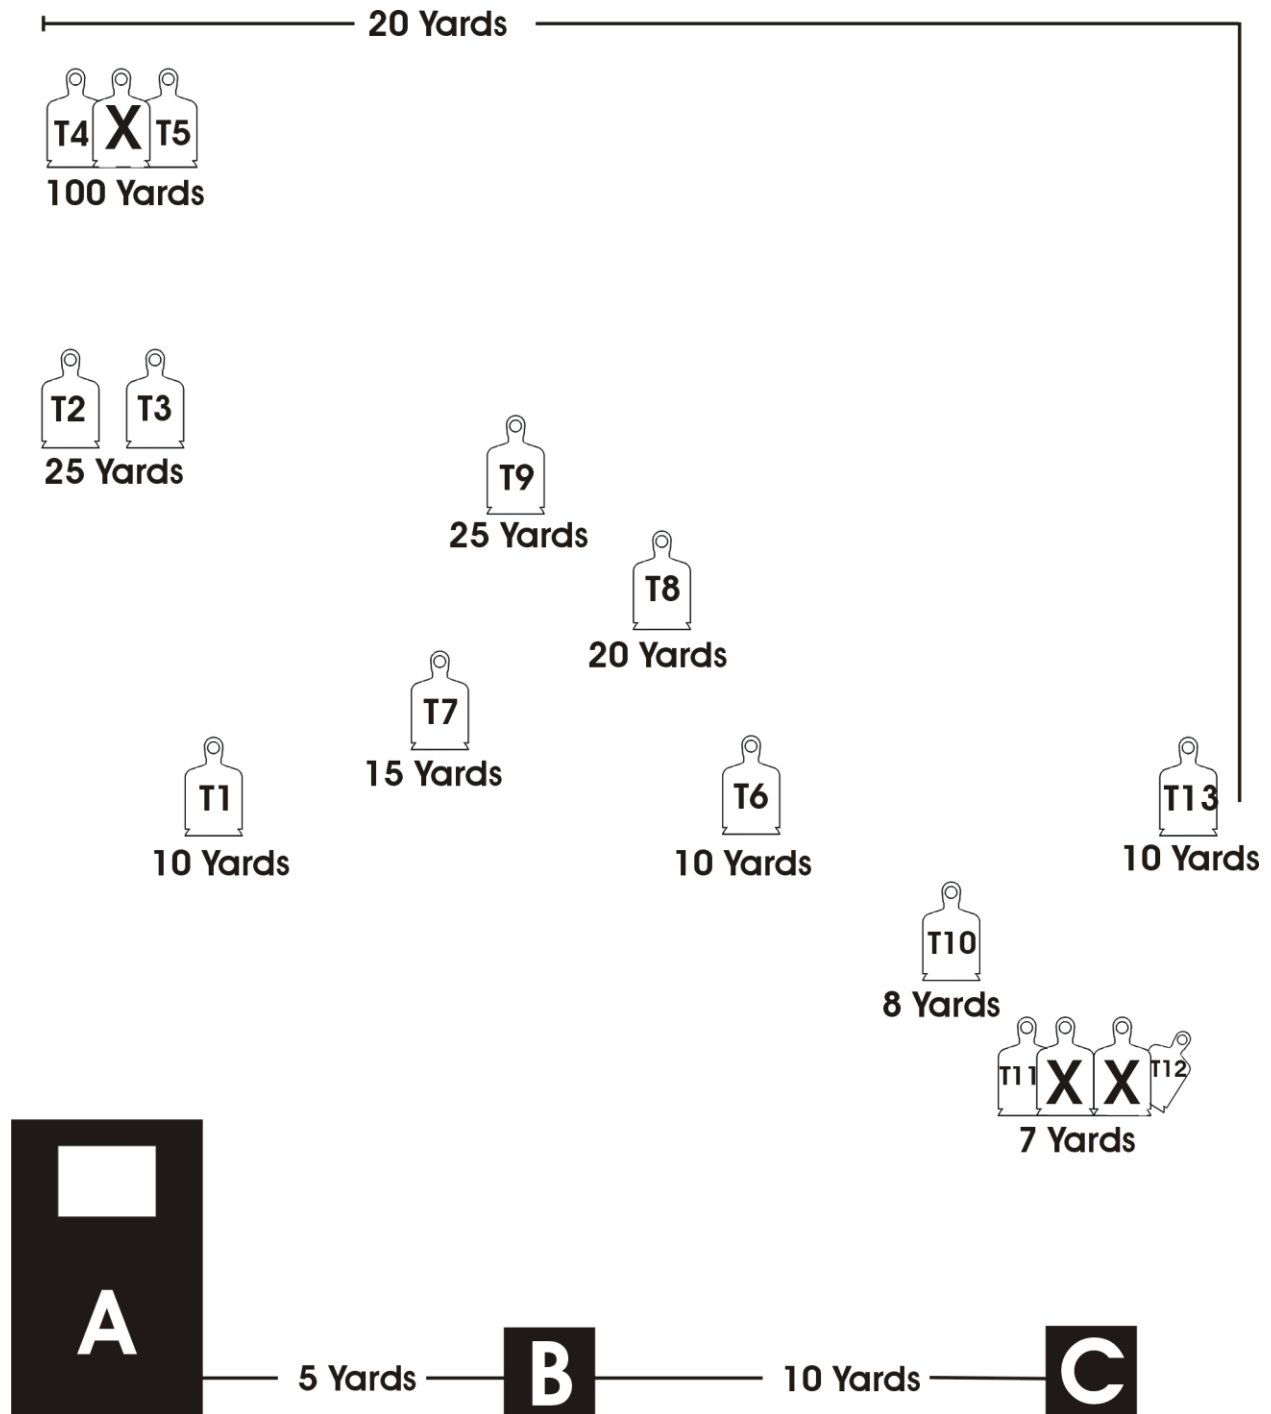 20 Yards
T4 X T5
100 Yards
T2 T3
25 Yards
T9
25 Yards
T8
20 Yards
T7
15 Yards
T1
10 Yards
T6
10 Yards
T13
10 Yards
T10
8 Yards
T11 X X T12
7 Yards
A
5 Yards
B
10 Yards
C